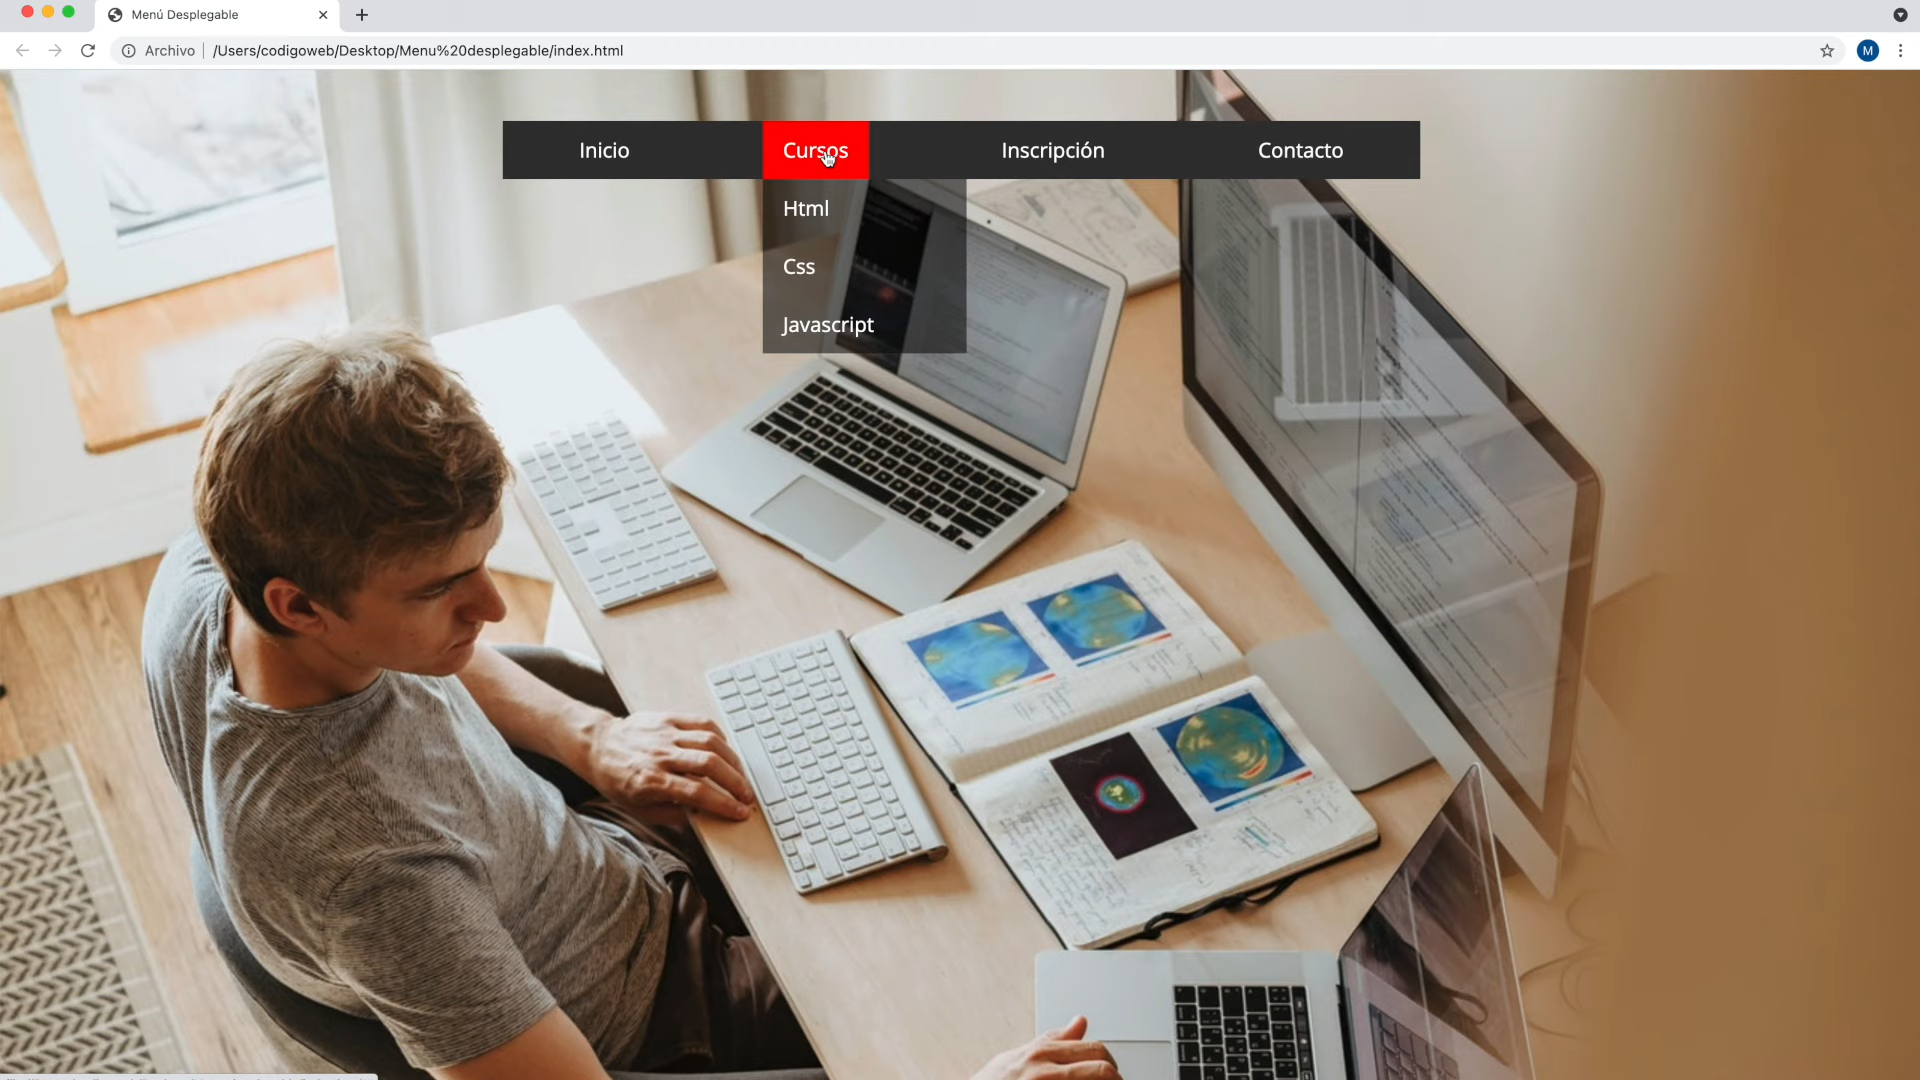 Menú Desplegable
Archivo
/Users/codigoweb/Desktop/Menu%20desplegable/index.html
M
Inicio
Cursos
Inscripción
Contacto
Html
Css
Javascript